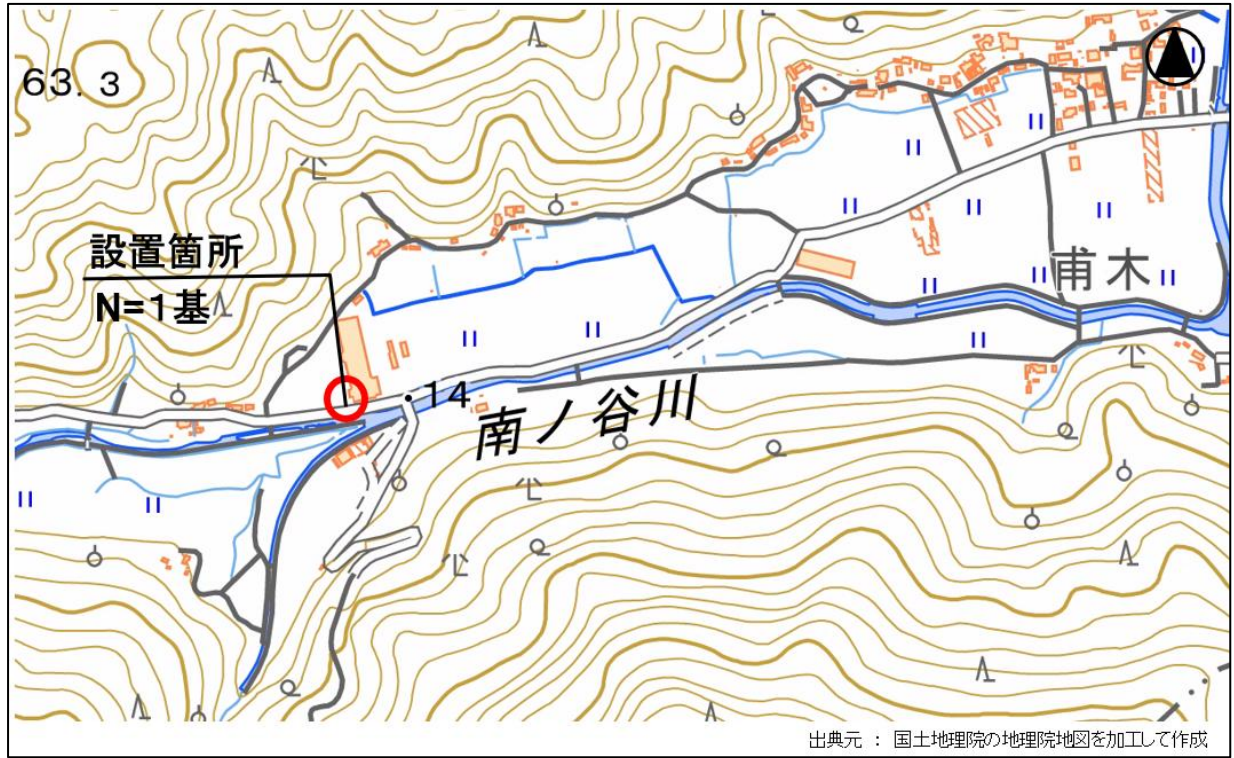 63.3
設置箇所
N=1基
甫木
・14
南ノ谷川
出典元 : 国土地理院の地理院地図を加工して作成